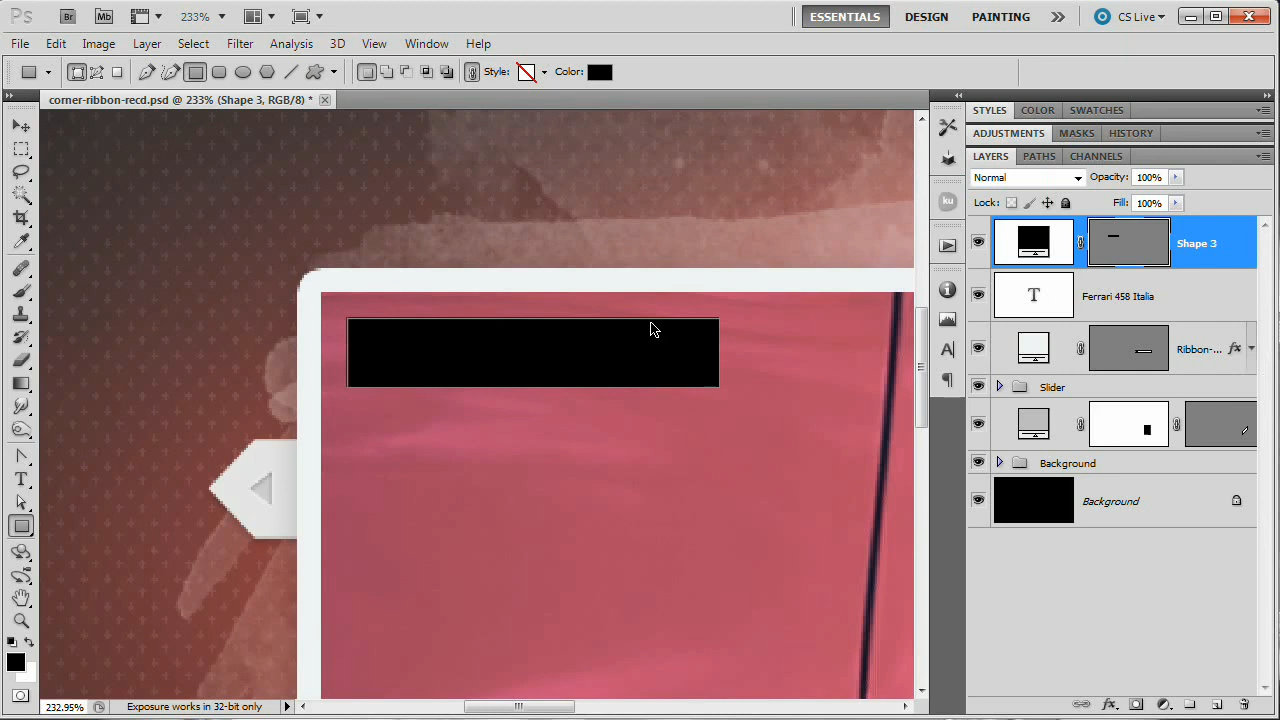 Ps Br Mb 233% ESSENTIALS DESIGN PAINTING CS Live
File Edit Image Layer Select Filter Analysis 3D View Window Help
Style: Color:
corner-ribbon-recd.psd @ 233% (Shape 3, RGB/8) *
STYLES COLOR SWATCHES
ADJUSTMENTS MASKS HISTORY
LAYERS PATHS CHANNELS
Normal Opacity: 100%
Lock: Fill: 100%
ku
Shape 3
T Ferrari 458 Italia
Ribbon-... fx
Slider
Background
Background
A
T
232.95% Exposure works in 32-bit only
fx